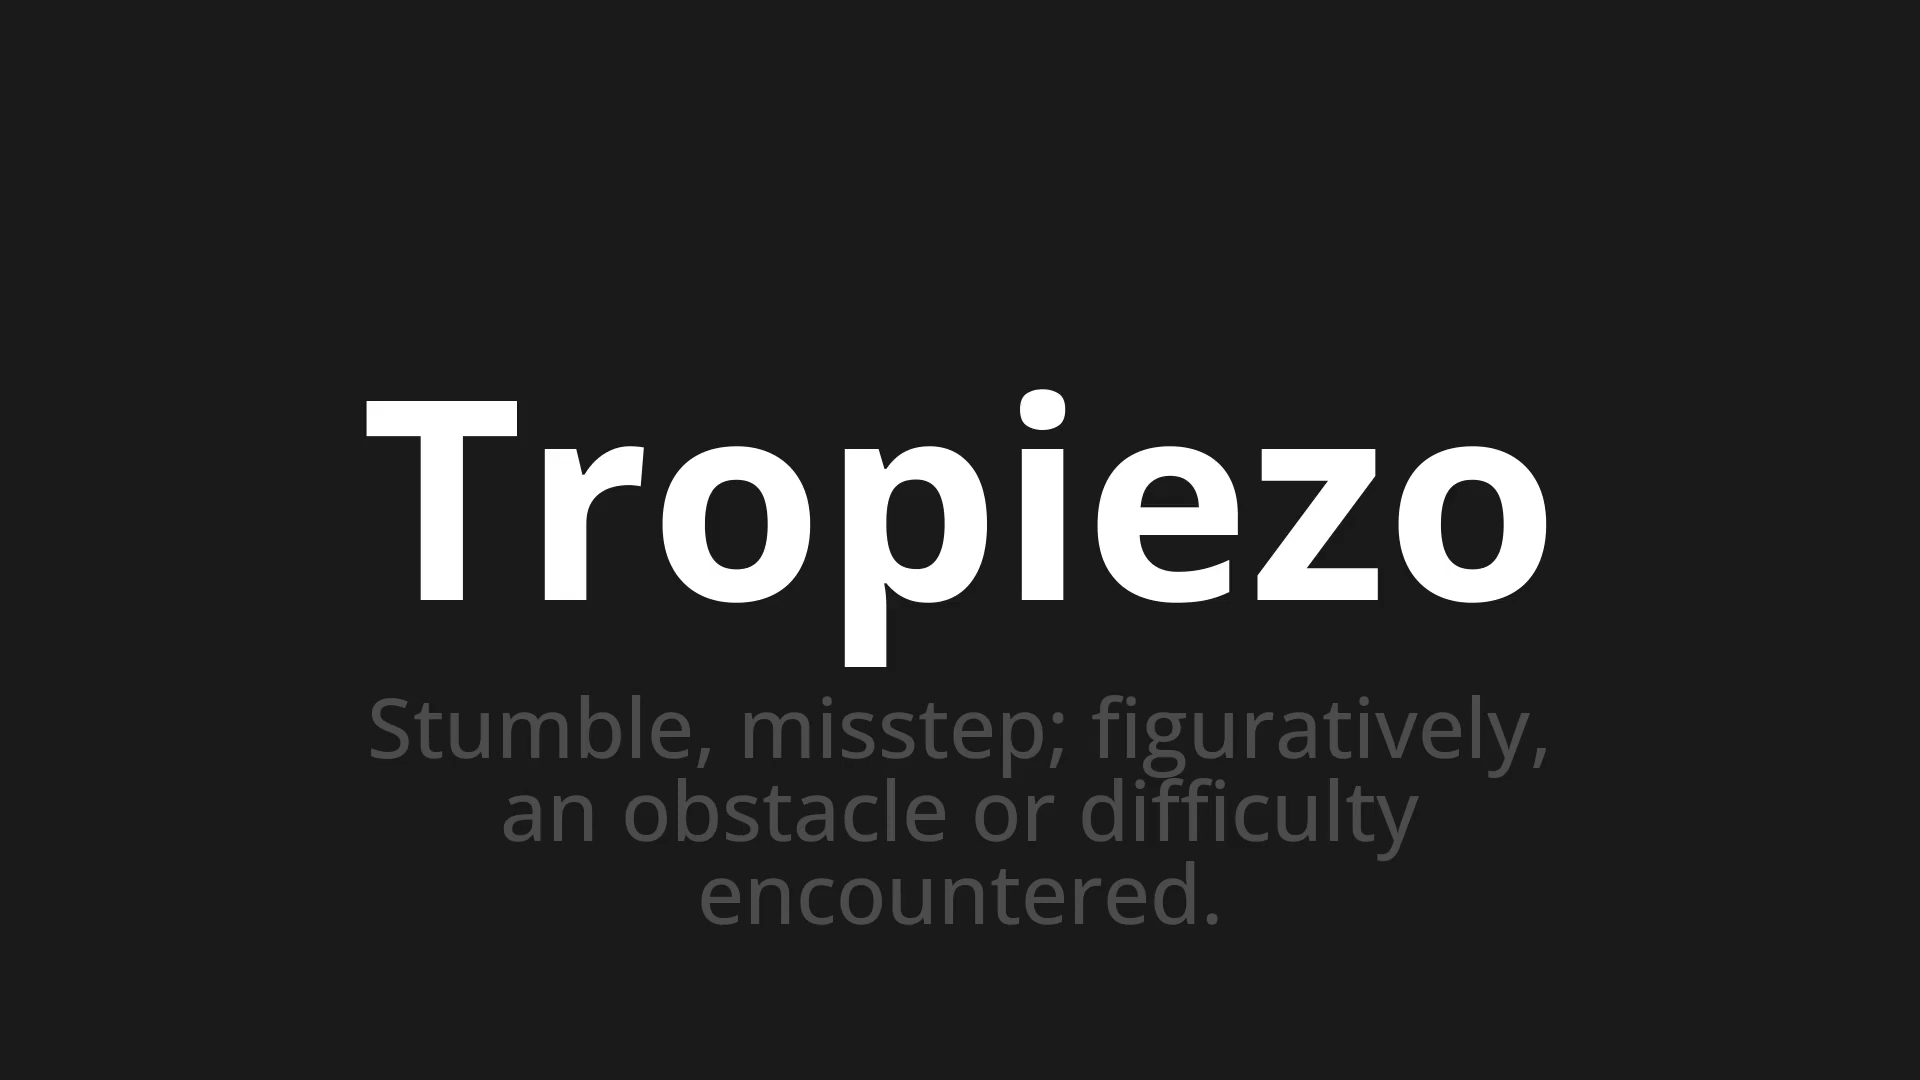 Tropiezo
Stumble, misstep; figuratively,
an obstacle or difficulty
encountered.